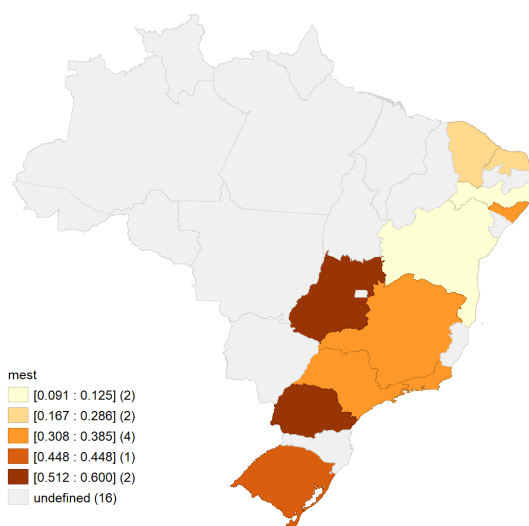 mest
[0.091 : 0.125] (2)
[0.167 : 0.286] (2)
[0.308 : 0.385] (4)
[0.448 : 0.448] (1)
[0.512 : 0.600] (2)
undefined (16)